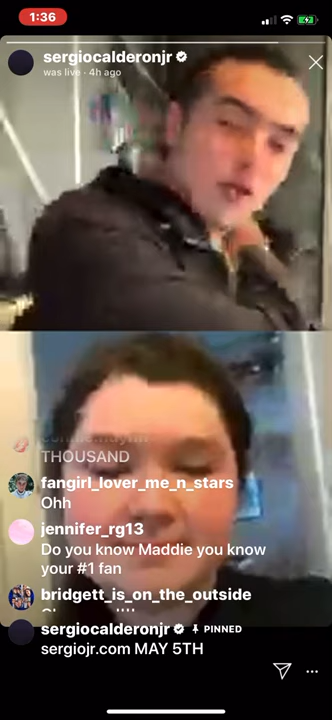 1:36
sergiocalderonjr
was live · 4h ago
THOUSAND
fangirl_lover_me_n_stars
Ohh
jennifer_rg13
Do you know Maddie you know
your #1 fan
bridgett_is_on_the_outside
sergiocalderonjr PINNED
sergiojr.com MAY 5TH